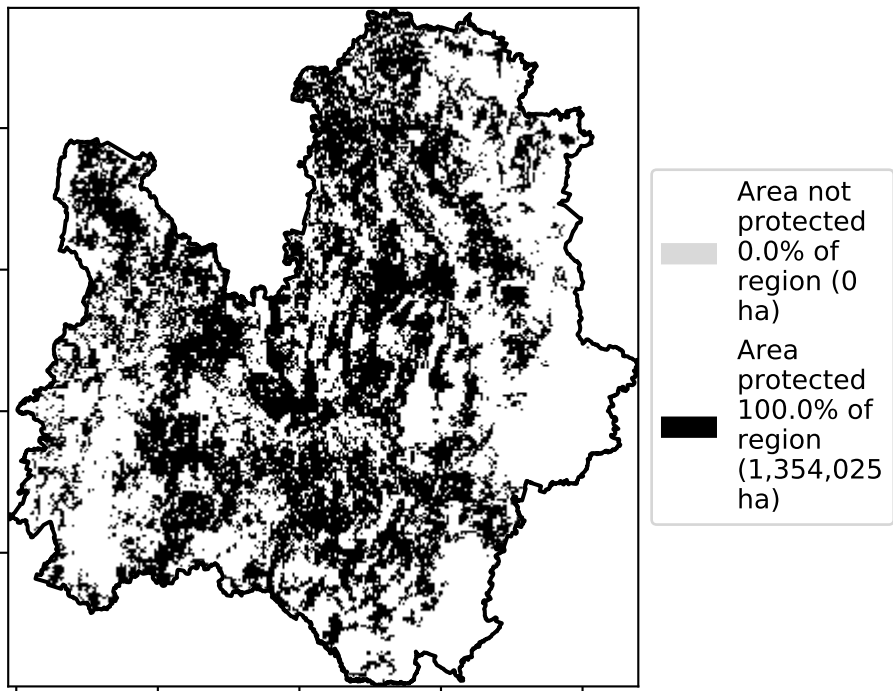 Area not
protected
0.0% of
region (0
ha)
Area
protected
100.0% of
region
(1,354,025
ha)